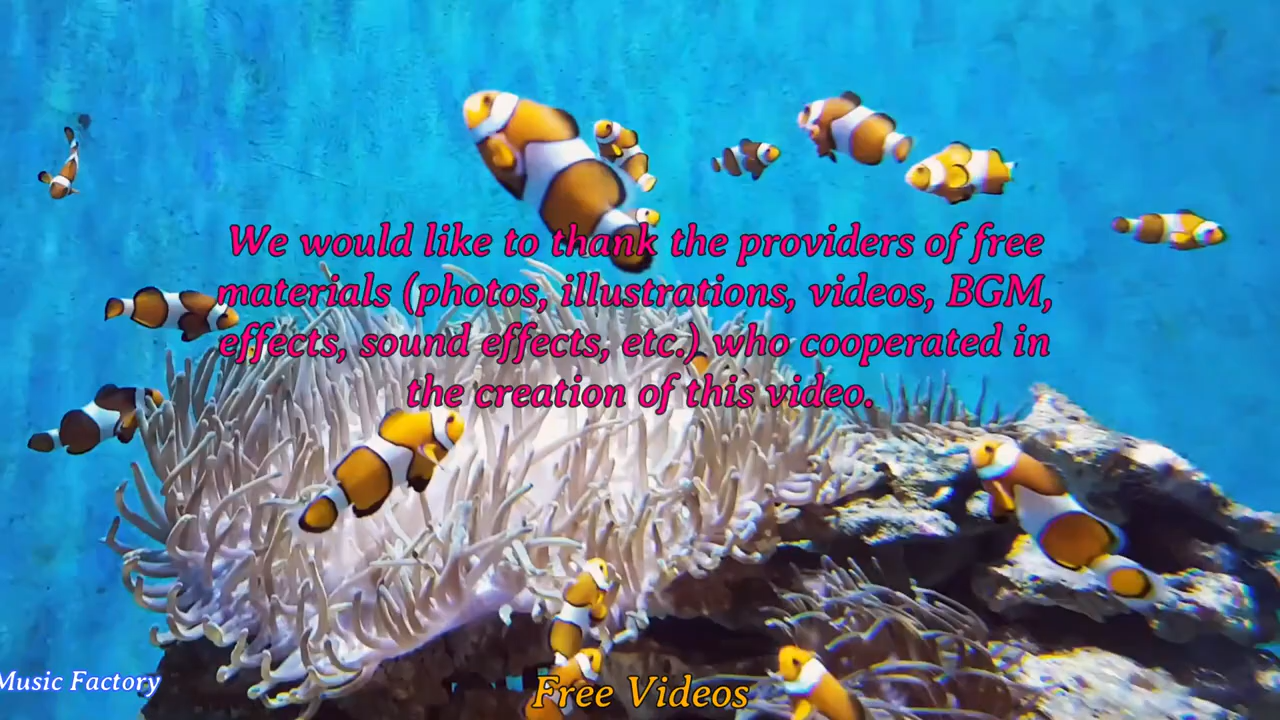 We would like to thank the providers of free
materials (photos, illustrations, videos, BGM,
effects, sound effects, etc.) who cooperated in
the creation of this video.
Music Factory
Free Videos